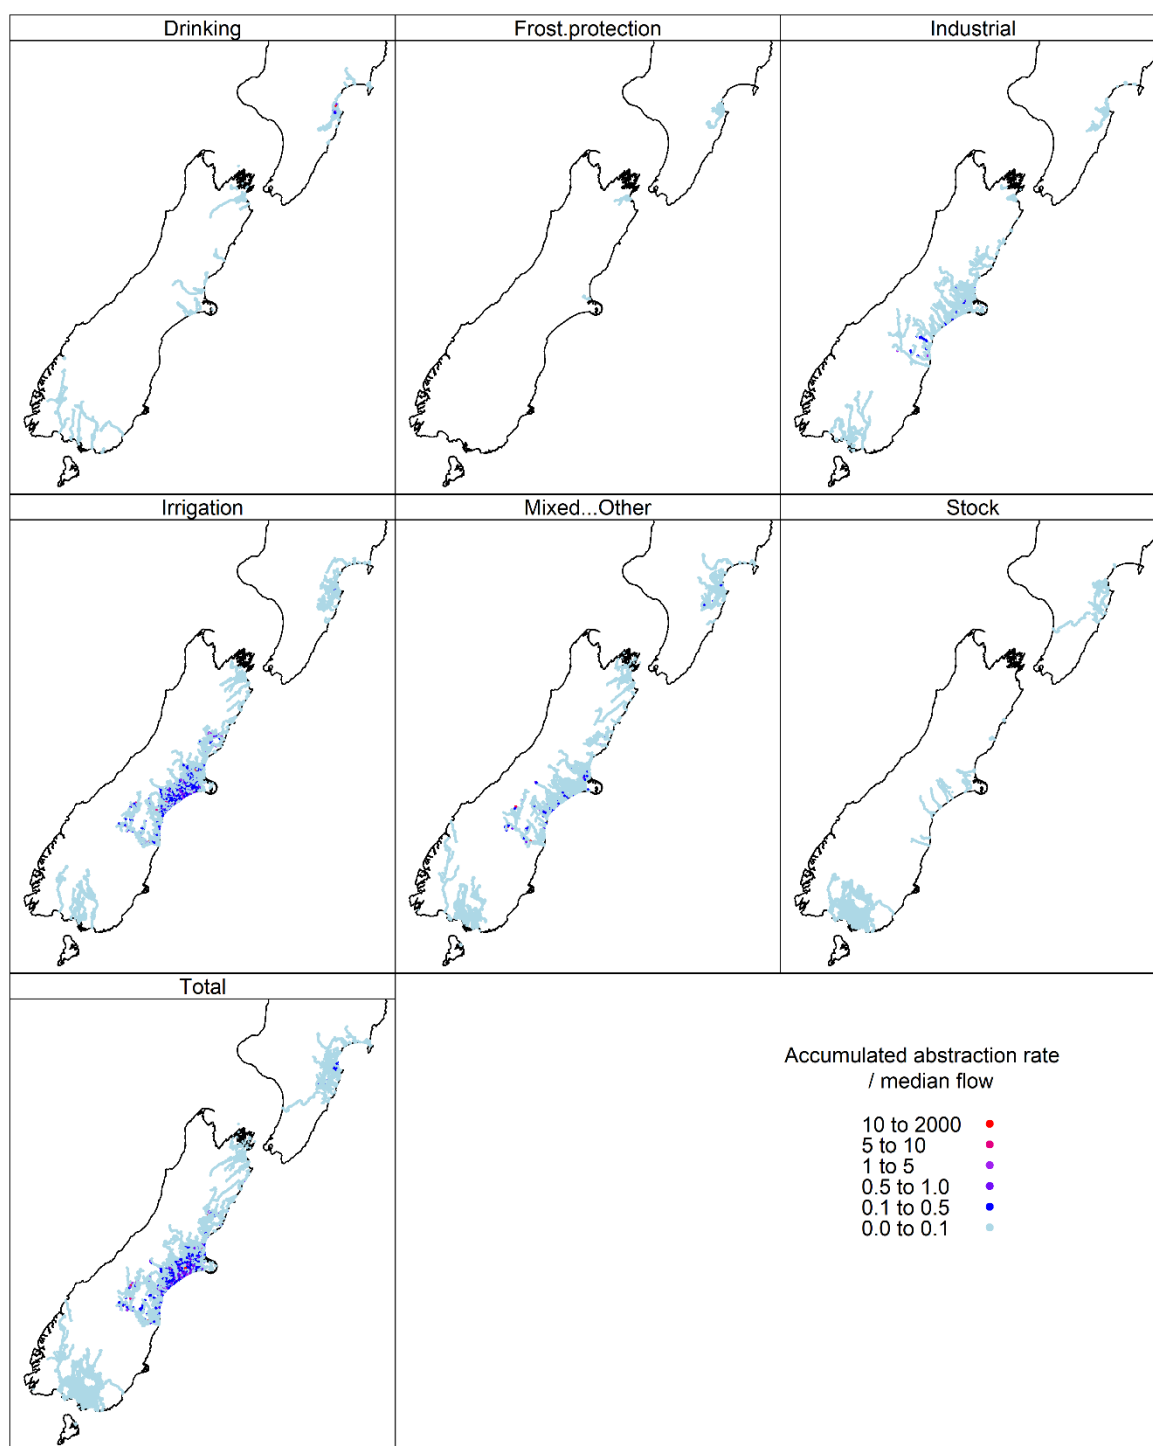 Drinking
Frost.protection
Industrial
Irrigation
Mixed...Other
Stock
Total
Accumulated abstraction rate
/ median flow
10 to 2000
5 to 10
1 to 5
0.5 to 1.0
0.1 to 0.5
0.0 to 0.1